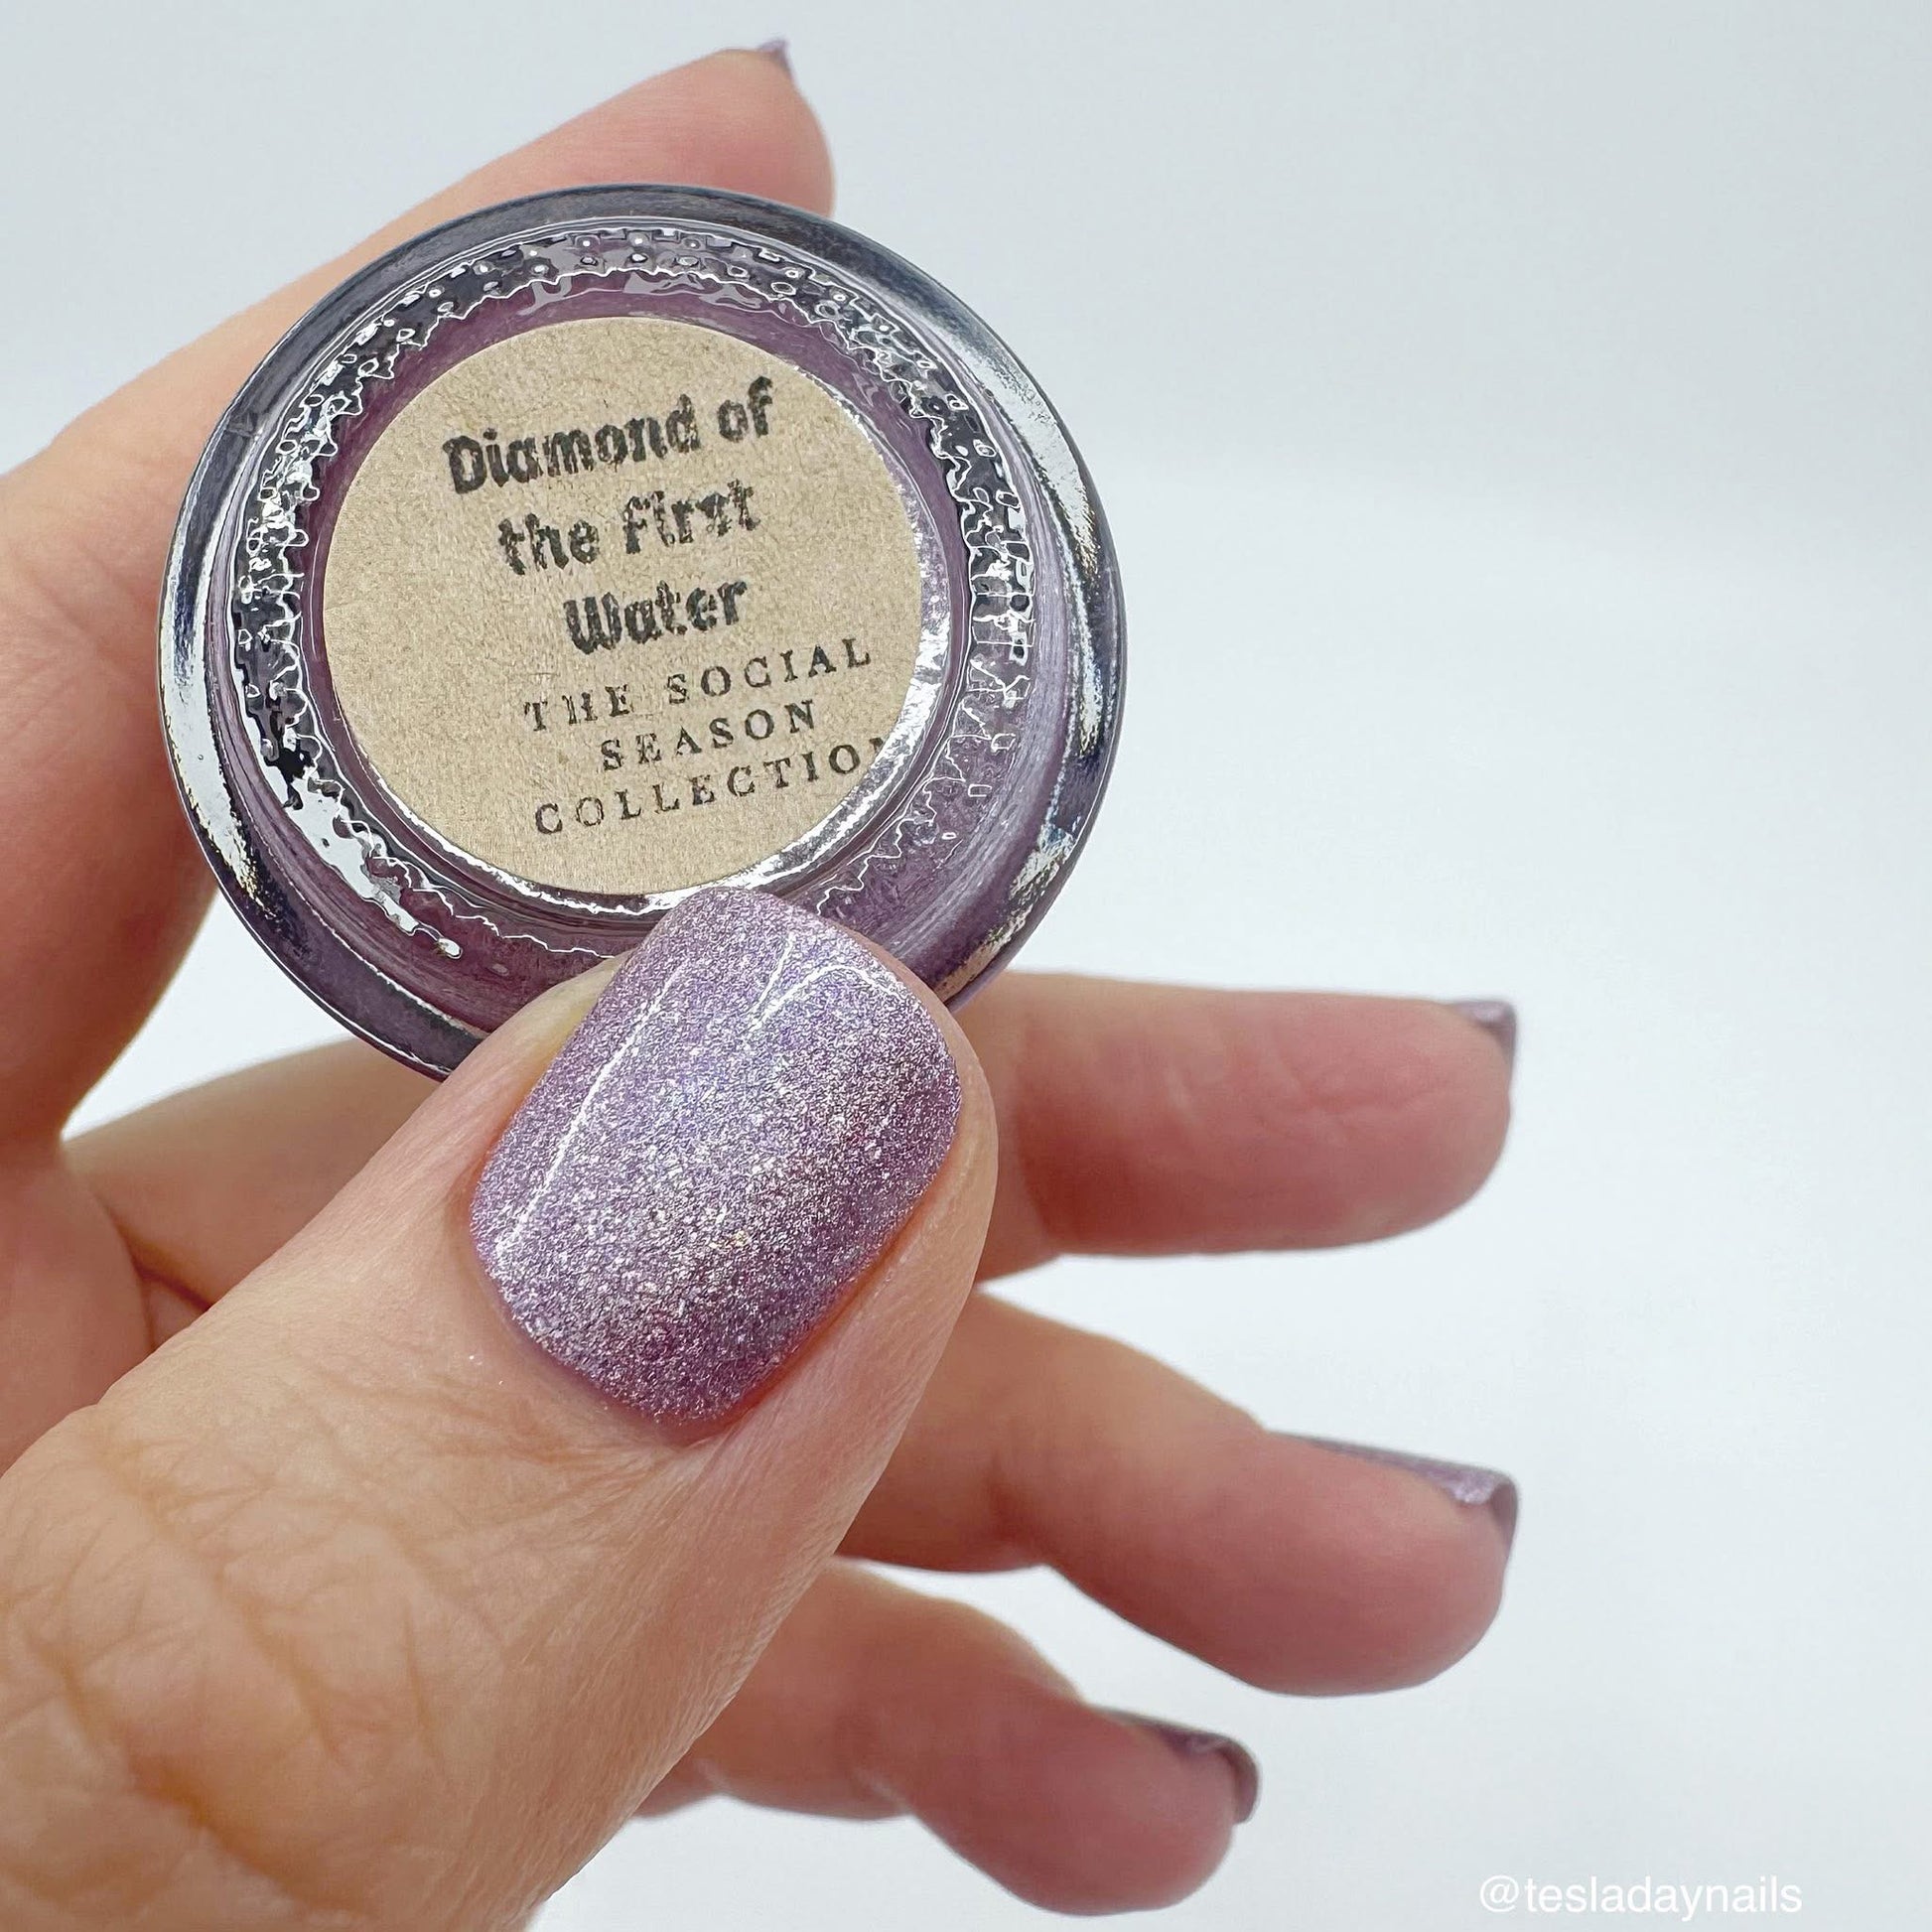 Diamond of
the First
Water
THE SOCIAL
SEASON
COLLECTION
@tesladaynails